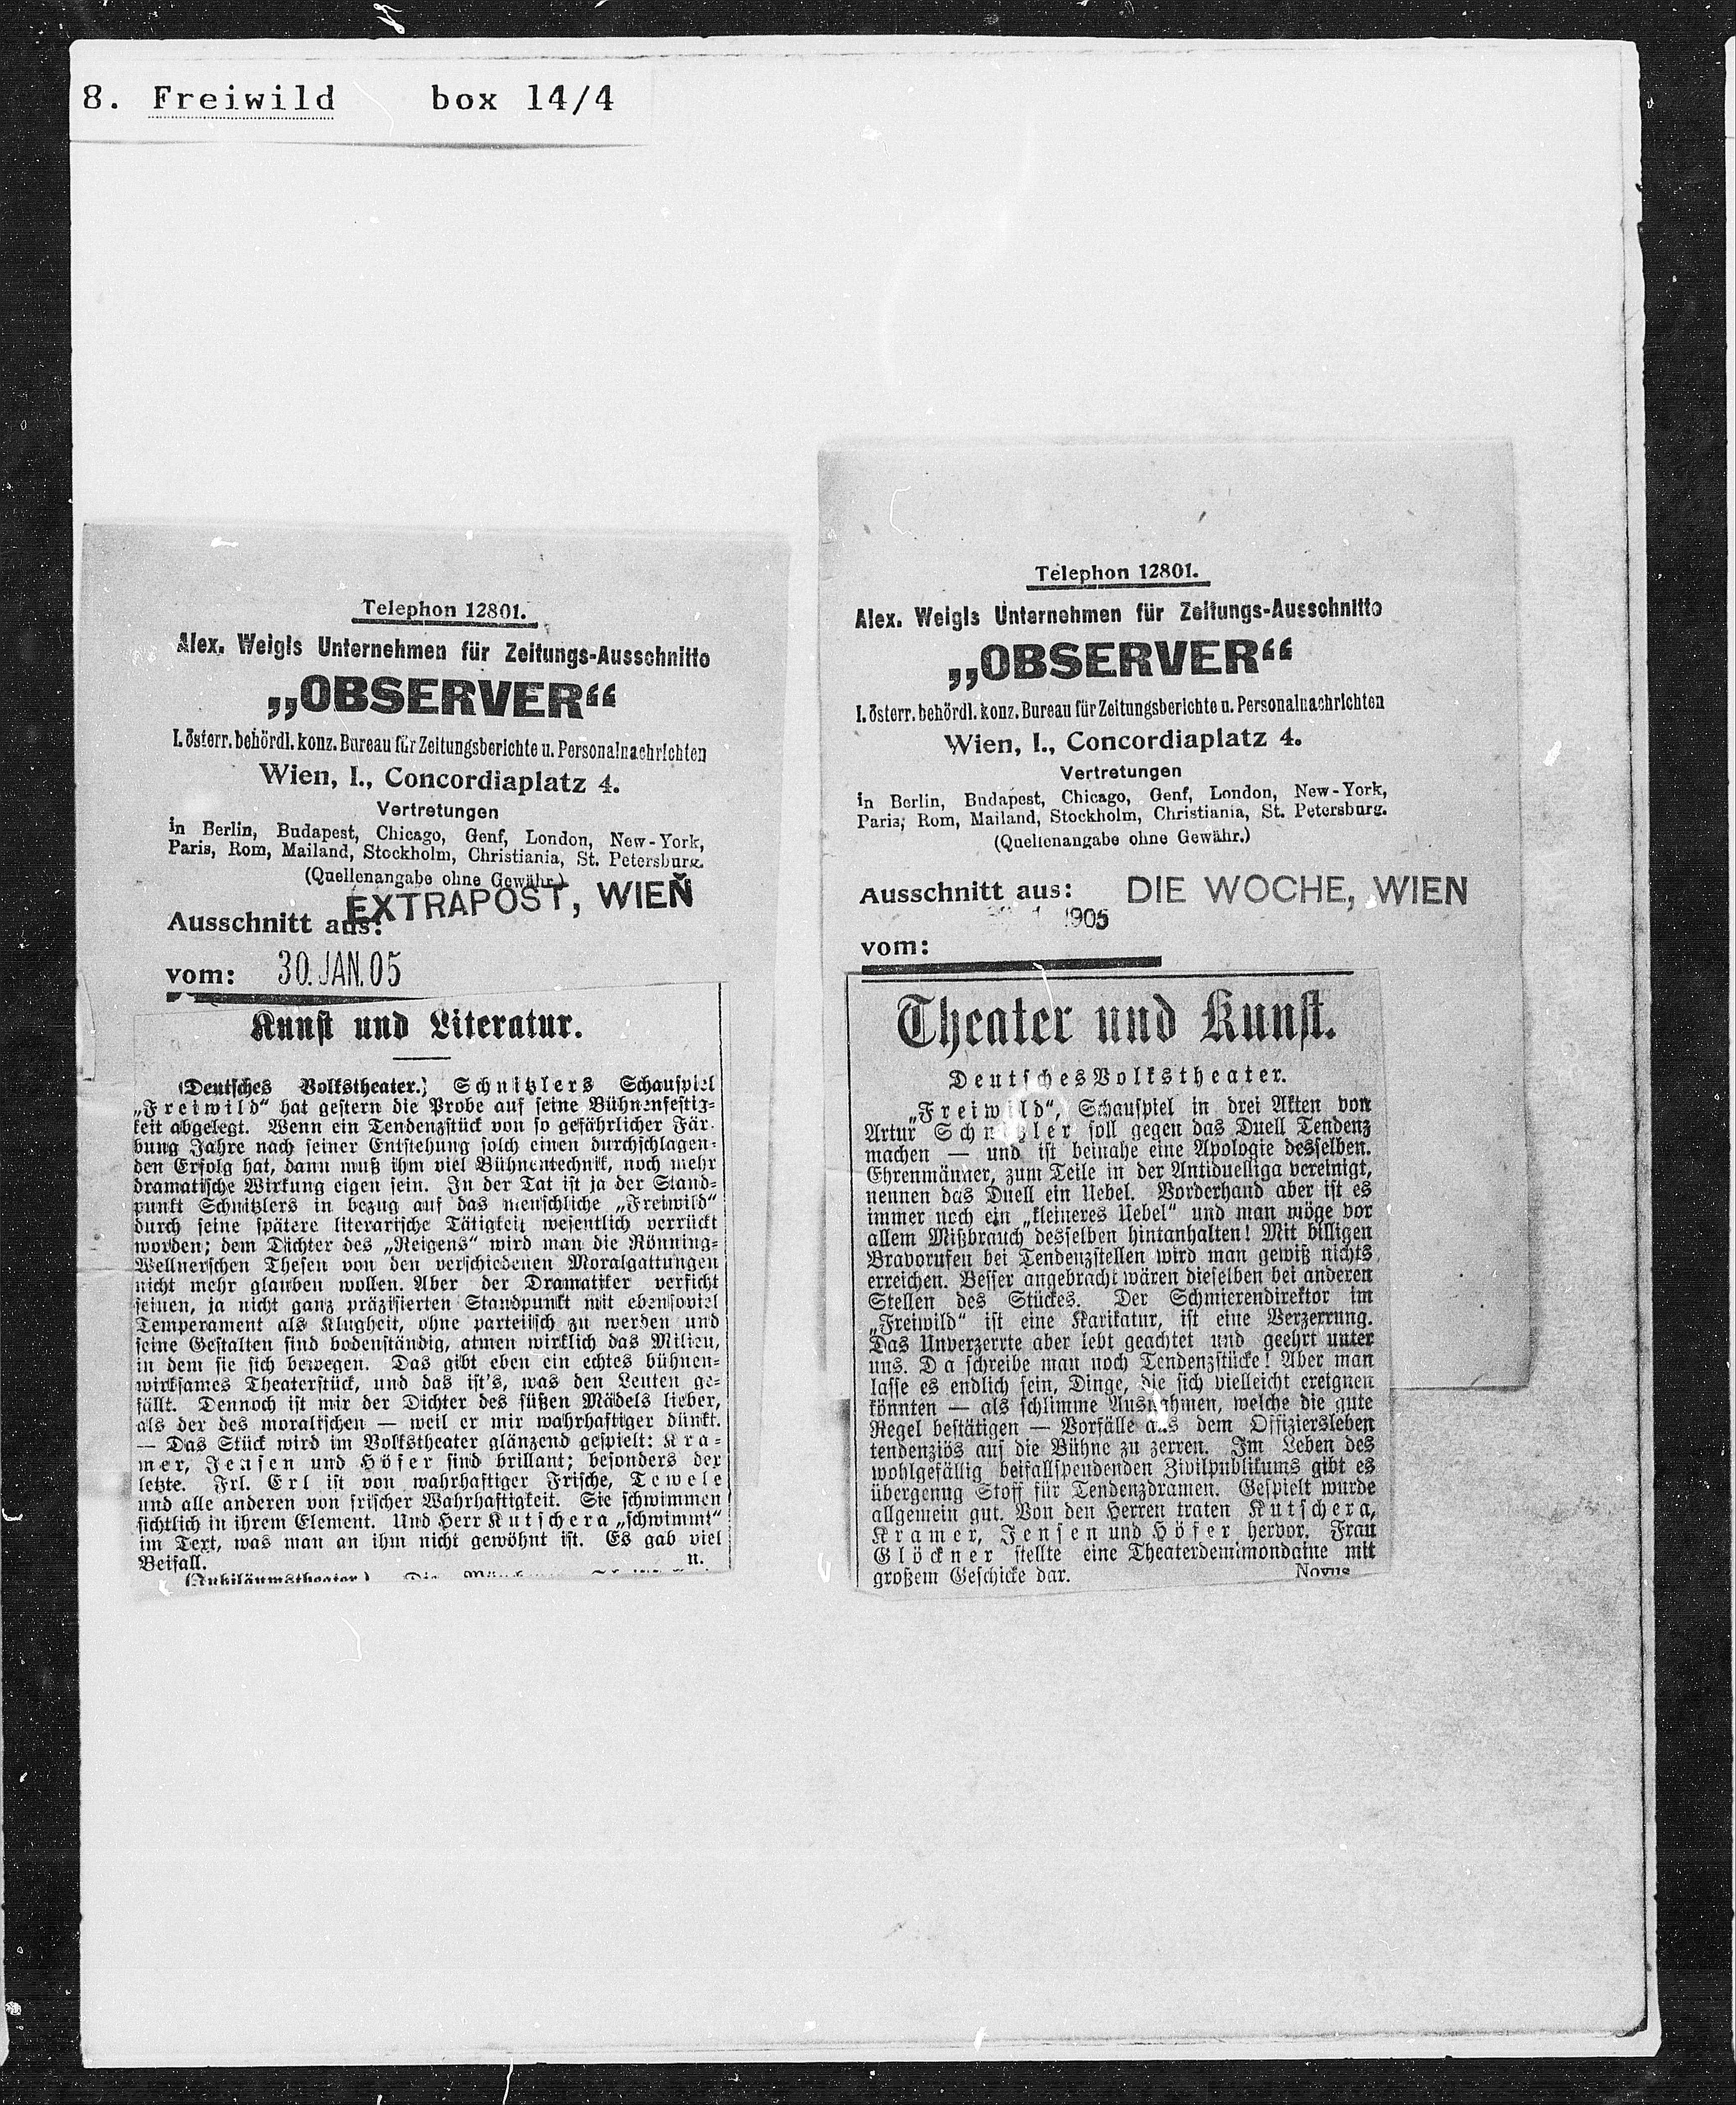 8. Freiwild box 14/4
Telephon 12801.
Alex. Weigls Unternehmen für Zeitungs-Ausschnitte
„OBSERVER“
I. österr. behördl. konz. Bureau für Zeitungsberichte u. Personalnachrichten
Wien, I., Concordiaplatz 4.
Vertretungen
in Berlin, Budapest, Chicago, Genf, London, New-York,
Paris, Rom, Mailand, Stockholm, Christiania, St. Petersburg.
(Quellenangabe ohne Gewähr.)
EXTRAPOST, WIEN
Ausschnitt aus:
vom: 30. JAN. 05
Kunst und Literatur.
(Deutsches Volkstheater.) Schnitzlers Schauspiel
„Freiwild“ hat gestern die Probe auf seine Bühnenfestig-
keit abgelegt. Wenn ein Tendenzstück von so gefährlicher Fär-
bung Jahre nach seiner Entstehung solch einen durchschlagen-
den Erfolg hat, dann muß ihm viel Bühnentechnik, noch mehr
dramatische Wirkung eigen sein. In der Tat ist ja der Stand-
punkt Schnitzlers in bezug auf das menschliche „Freiwild“
durch seine spätere literarische Tätigkeit wesentlich verrückt
worden; dem Dichter des „Reigens“ wird man die Rönning-
Wellnerschen Thesen von den verschiedenen Moralgattungen
nicht mehr glauben wollen. Aber der Dramatiker verficht
seinen, ja nicht ganz präzisierten Standpunkt mit ebensoviel
Temperament als Klugheit, ohne parteiisch zu werden und
seine Gestalten sind bodenständig, atmen wirklich das Milieu,
in dem sie sich bewegen. Das gibt eben ein echtes bühnen-
wirksames Theaterstück, und das ist's, was den Leuten ge-
fällt. Dennoch ist mir der Dichter des süßen Mädels lieber,
als der des moralischen — weil er mir wahrhaftiger dünkt.
— Das Stück wird im Volkstheater glänzend gespielt: Kra-
mer, Jensen und Höfer sind brillant; besonders der
letzte. Frl. Erl ist von wahrhaftiger Frische, Tewele
und alle anderen von frischer Wahrhaftigkeit. Sie schwimmen
sichtlich in ihrem Element. Und Herr Kutschera „schwimmt“
im Text, was man an ihm nicht gewöhnt ist. Es gab viel
Beifall. n.
(Jubiläumstheater.)
Telephon 12801.
Alex. Weigls Unternehmen für Zeitungs-Ausschnitte
„OBSERVER“
I. österr. behördl. konz. Bureau für Zeitungsberichte u. Personalnachrichten
Wien, I., Concordiaplatz 4.
Vertretungen
in Berlin, Budapest, Chicago, Genf, London, New-York,
Paris, Rom, Mailand, Stockholm, Christiania, St. Petersburg.
(Quellenangabe ohne Gewähr.)
Ausschnitt aus: DIE WOCHE, WIEN
1 1905
vom:
Theater und Kunst.
Deutsches Volkstheater.
„Freiwild“, Schauspiel in drei Akten von
Artur Schnitzler soll gegen das Duell Tendenz
machen — und ist beinahe eine Apologie desselben.
Ehrenmänner, zum Teile in der Antiduelliga vereinigt,
nennen das Duell ein Uebel. Vorderhand aber ist es
immer noch ein „kleineres Uebel“ und man möge vor
allem Mißbrauch desselben hintanhalten! Mit billigen
Bravorufen bei Tendenzstellen wird man gewiß nichts
erreichen. Besser angebracht wären dieselben bei anderen
Stellen des Stückes. Der Schmierendirektor im
„Freiwild“ ist eine Karikatur, ist eine Verzerrung.
Das Unverzerrte aber lebt geachtet und geehrt unter
uns. Da schreibe man noch Tendenzstücke! Aber man
lasse es endlich sein, Dinge, die sich vielleicht ereignen
könnten — als schlimme Ausnahmen, welche die gute
Regel bestätigen — Vorfälle aus dem Offiziersleben
tendenziös auf die Bühne zu zerren. Im Leben des
wohlgefällig beifallspendenden Zivilpublikums gibt es
übergenug Stoff für Tendenzdramen. Gespielt wurde
allgemein gut. Von den Herren traten Kutschera,
Kramer, Jensen und Höfer hervor. Frau
Glöckner stellte eine Theaterdemimondaine mit
großem Geschicke dar. Novus